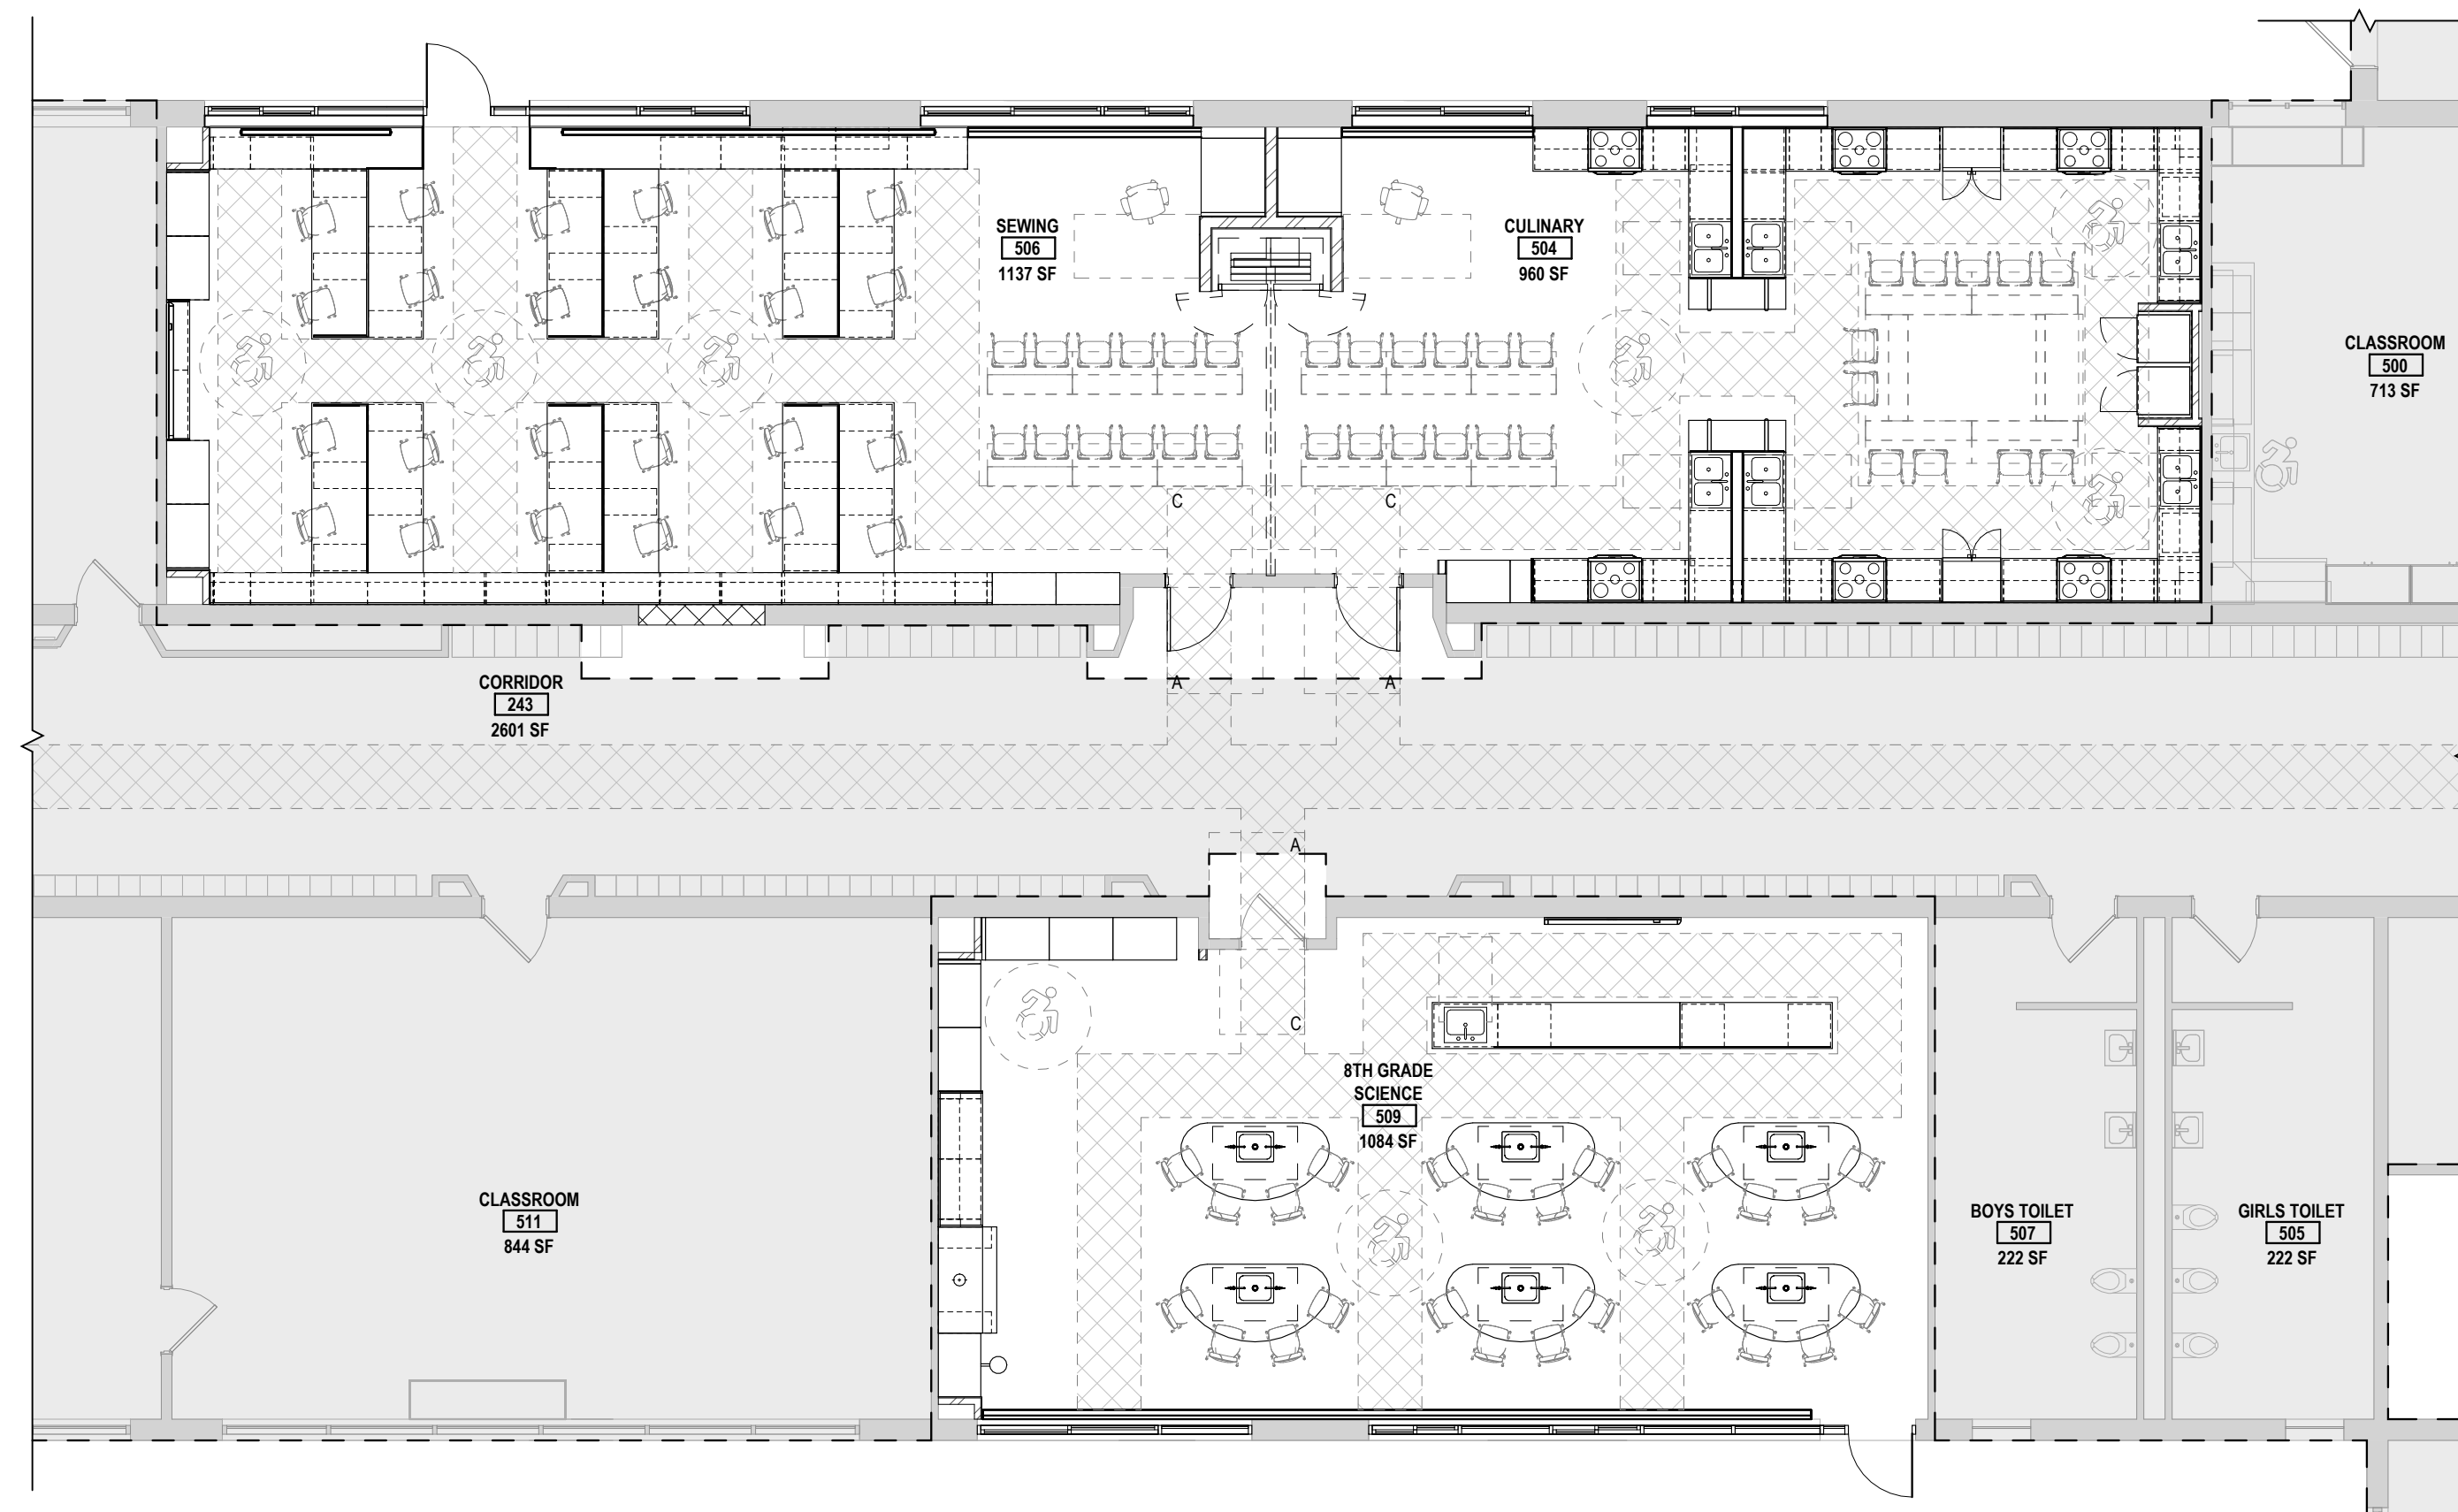 SEWING
506
1137 SF
CULINARY
504
960 SF
CLASSROOM
500
713 SF
C
C
CORRIDOR
243
2601 SF
A
A
A
C
8TH GRADE
SCIENCE
509
1084 SF
CLASSROOM
511
844 SF
BOYS TOILET
507
222 SF
GIRLS TOILET
505
222 SF